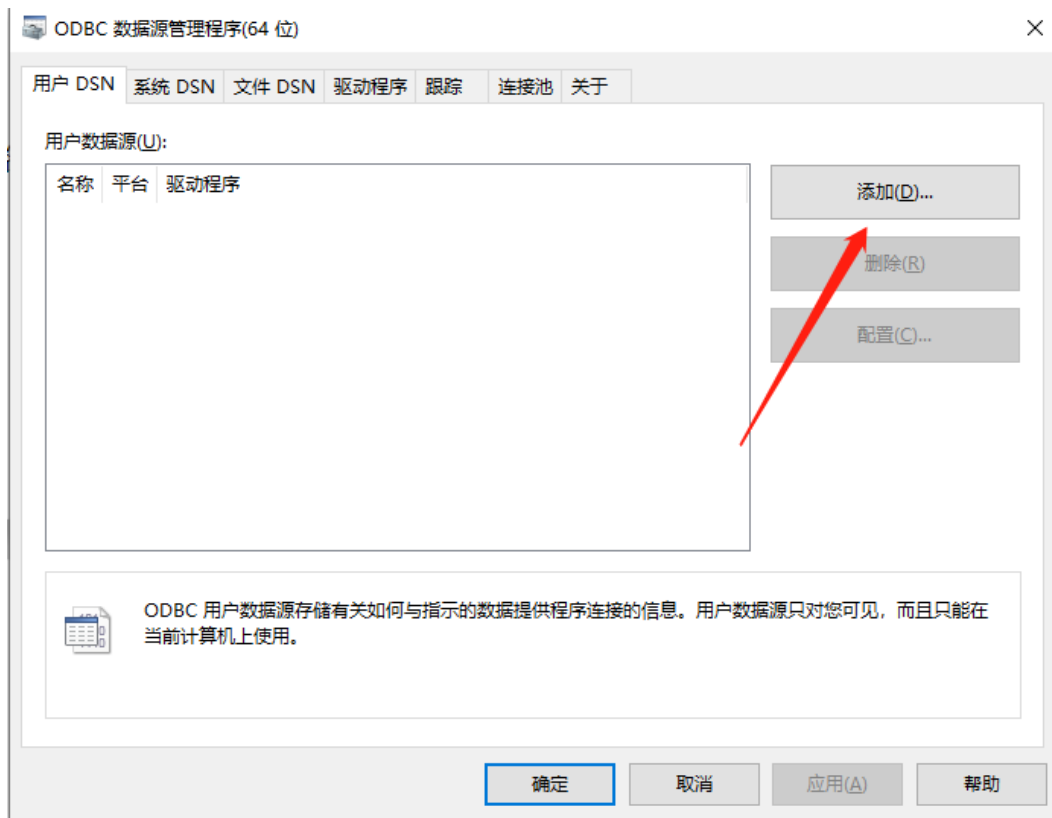 ODBC 数据源管理程序(64 位)
用户 DSN 系统 DSN 文件 DSN 驱动程序 跟踪 连接池 关于
用户数据源(U):
名称 平台 驱动程序
添加(D)...
删除(R)
配置(C)...
ODBC 用户数据源存储有关如何与指示的数据提供程序连接的信息。用户数据源只对您可见，而且只能在
当前计算机上使用。
确定 取消 应用(A) 帮助